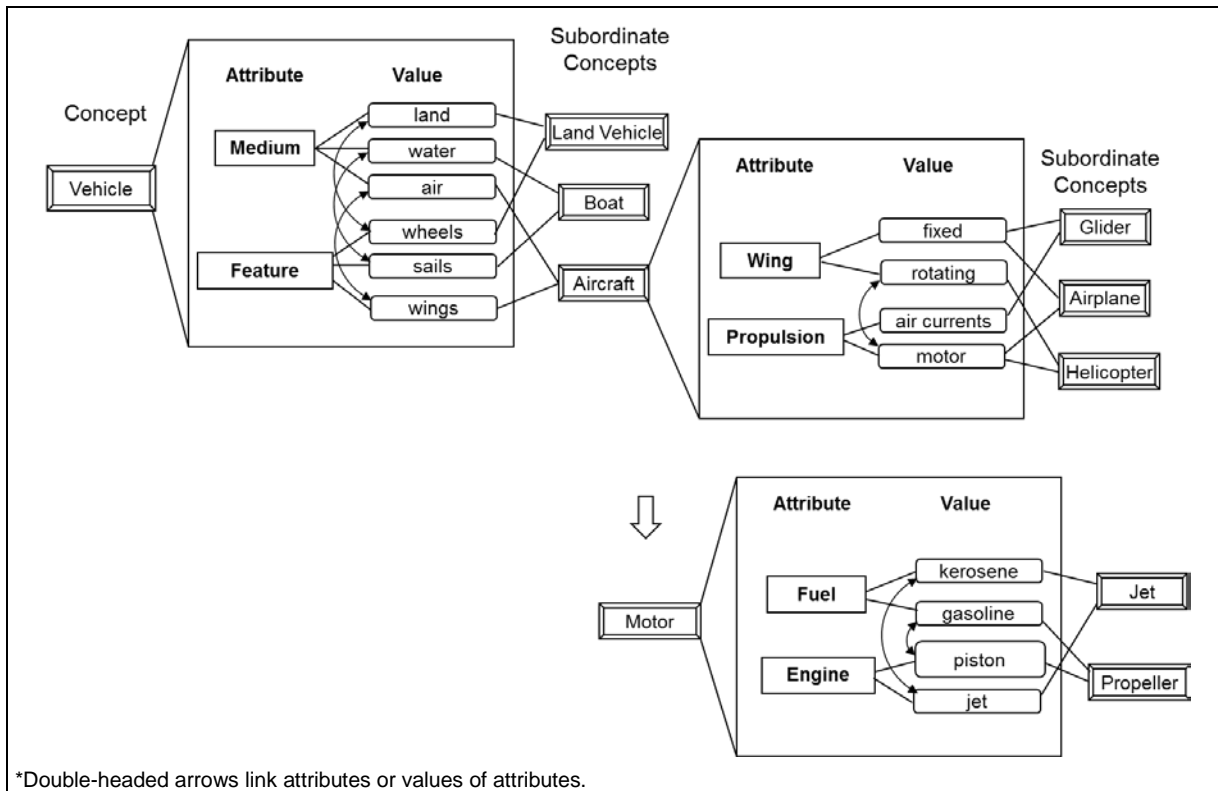 Concept
Vehicle
Attribute
Value
Medium
Feature
land
water
air
wheels
sails
wings
Subordinate
Concepts
Land Vehicle
Boat
Aircraft
Attribute
Value
Wing
Propulsion
fixed
rotating
air currents
motor
Subordinate
Concepts
Glider
Airplane
Helicopter
Motor
Attribute
Value
Fuel
Engine
kerosene
gasoline
piston
jet
Jet
Propeller
*Double-headed arrows link attributes or values of attributes.